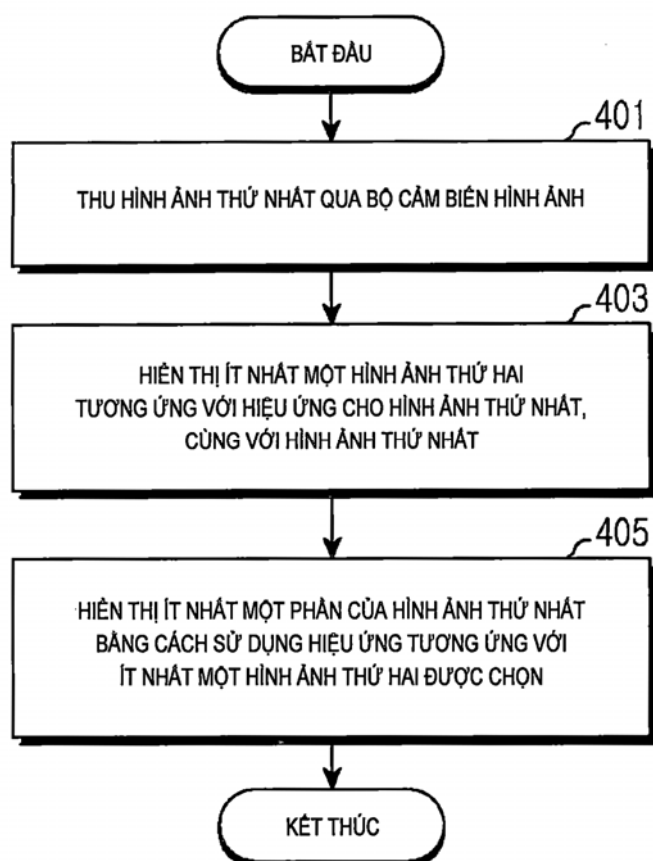 BẮT ĐẦU
401
THU HÌNH ẢNH THỨ NHẤT QUA BỘ CẢM BIẾN HÌNH ẢNH
403
HIỂN THỊ ÍT NHẤT MỘT HÌNH ẢNH THỨ HAI
TƯƠNG ỨNG VỚI HIỆU ỨNG CHO HÌNH ẢNH THỨ NHẤT,
CÙNG VỚI HÌNH ẢNH THỨ NHẤT
405
HIỂN THỊ ÍT NHẤT MỘT PHẦN CỦA HÌNH ẢNH THỨ NHẤT
BẰNG CÁCH SỬ DỤNG HIỆU ỨNG TƯƠNG ỨNG VỚI
ÍT NHẤT MỘT HÌNH ẢNH THỨ HAI ĐƯỢC CHỌN
KẾT THÚC